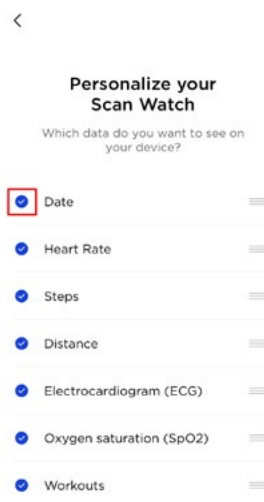 Personalize your
Scan Watch
Which data do you want to see on
your device?
Date
Heart Rate
Steps
Distance
Electrocardiogram (ECG)
Oxygen saturation (SpO2)
Workouts